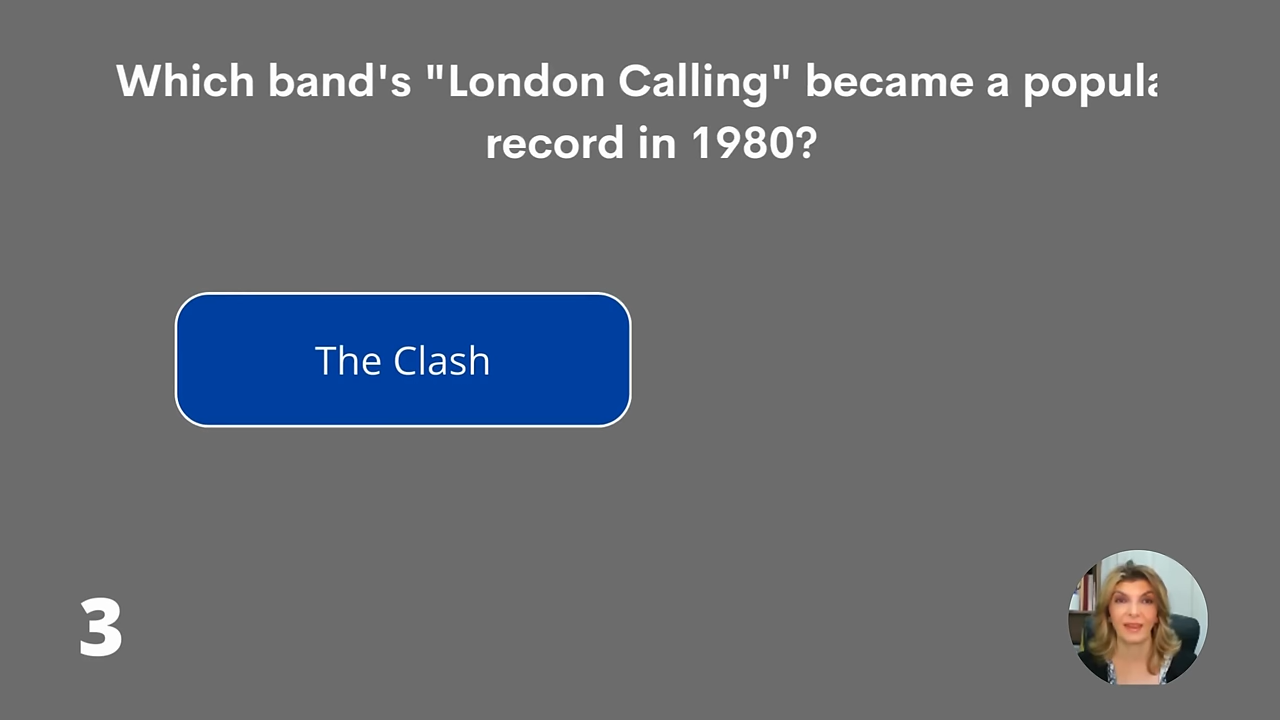 Which band's "London Calling" became a popula
record in 1980?
The Clash
3